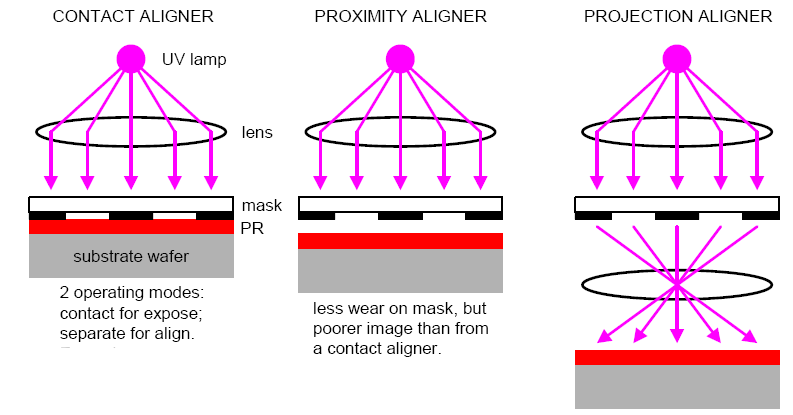 CONTACT ALIGNER
PROXIMITY ALIGNER
PROJECTION ALIGNER
UV lamp
lens
mask
PR
substrate wafer
2 operating modes:
contact for expose;
separate for align.
less wear on mask, but
poorer image than from
a contact aligner.